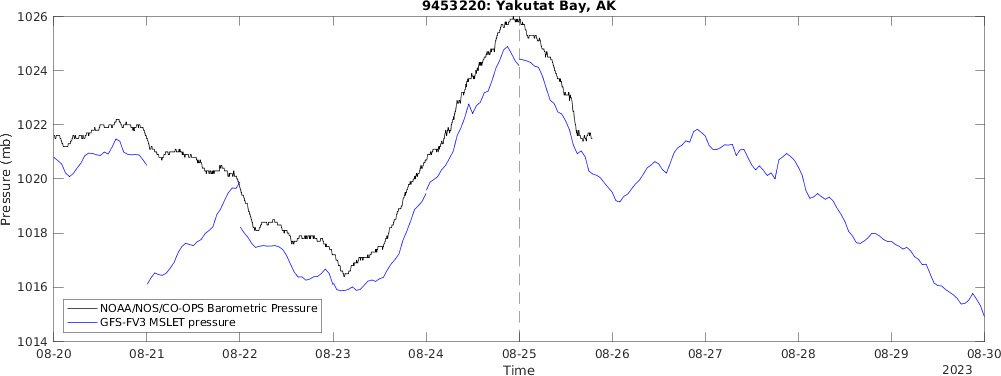 9453220: Yakutat Bay, AK
1026
1024
1022
1020
1018
1016
1014
Pressure (mb)
NOAA/NOS/CO-OPS Barometric Pressure
GFS-FV3 MSLET pressure
08-20 08-21 08-22 08-23 08-24 08-25 08-26 08-27 08-28 08-29 08-30
Time
2023